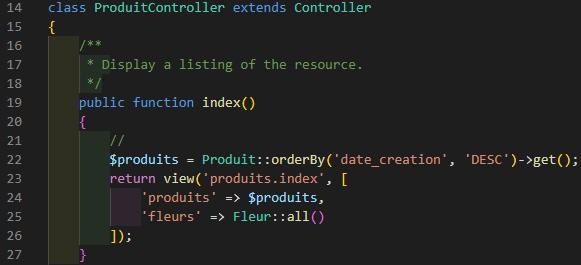 14 class ProduitController extends Controller
15 {
16     /**
17      * Display a listing of the resource.
18      */
19     public function index()
20     {
21         //
22         $produits = Produit::orderBy('date_creation', 'DESC')->get();
23         return view('produits.index', [
24             'produits' => $produits,
25             'fleurs' => Fleur::all()
26         ]);
27     }